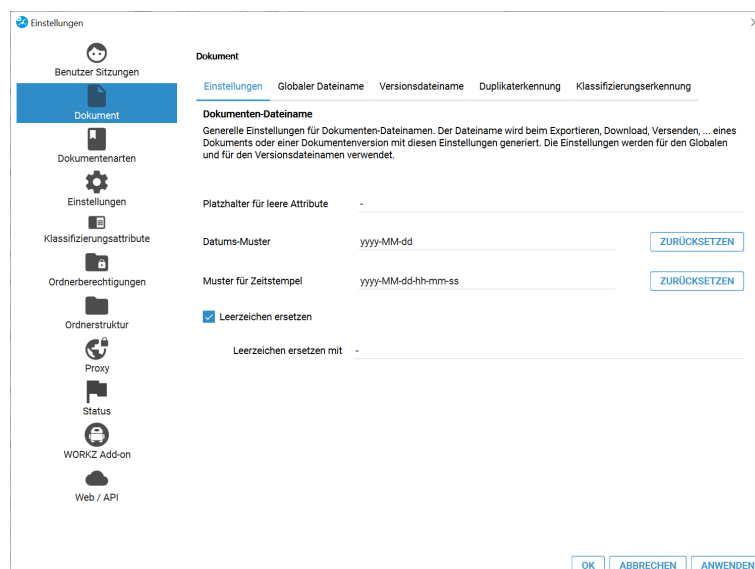 Einstellungen
Benutzer Sitzungen
Dokument
Dokumentenarten
Einstellungen
Klassifizierungsattribute
Ordnerberechtigungen
Ordnerstruktur
Proxy
Status
WORKZ Add-on
Web / API
Dokument
Einstellungen Globaler Dateiname Versionsdateiname Duplikaterkennung Klassifizierungserkennung
Dokumenten-Dateiname
Generelle Einstellungen für Dokumenten-Dateinamen. Der Dateiname wird beim Exportieren, Download, Versenden, ... eines
Dokuments oder einer Dokumentenversion mit diesen Einstellungen generiert. Die Einstellungen werden für den Globalen
und für den Versionsdateinamen verwendet.
Platzhalter für leere Attribute -
Datums-Muster yyyy-MM-dd ZURÜCKSETZEN
Muster für Zeitstempel yyyy-MM-dd-hh-mm-ss ZURÜCKSETZEN
Leerzeichen ersetzen
Leerzeichen ersetzen mit -
OK ABBRECHEN ANWENDEN